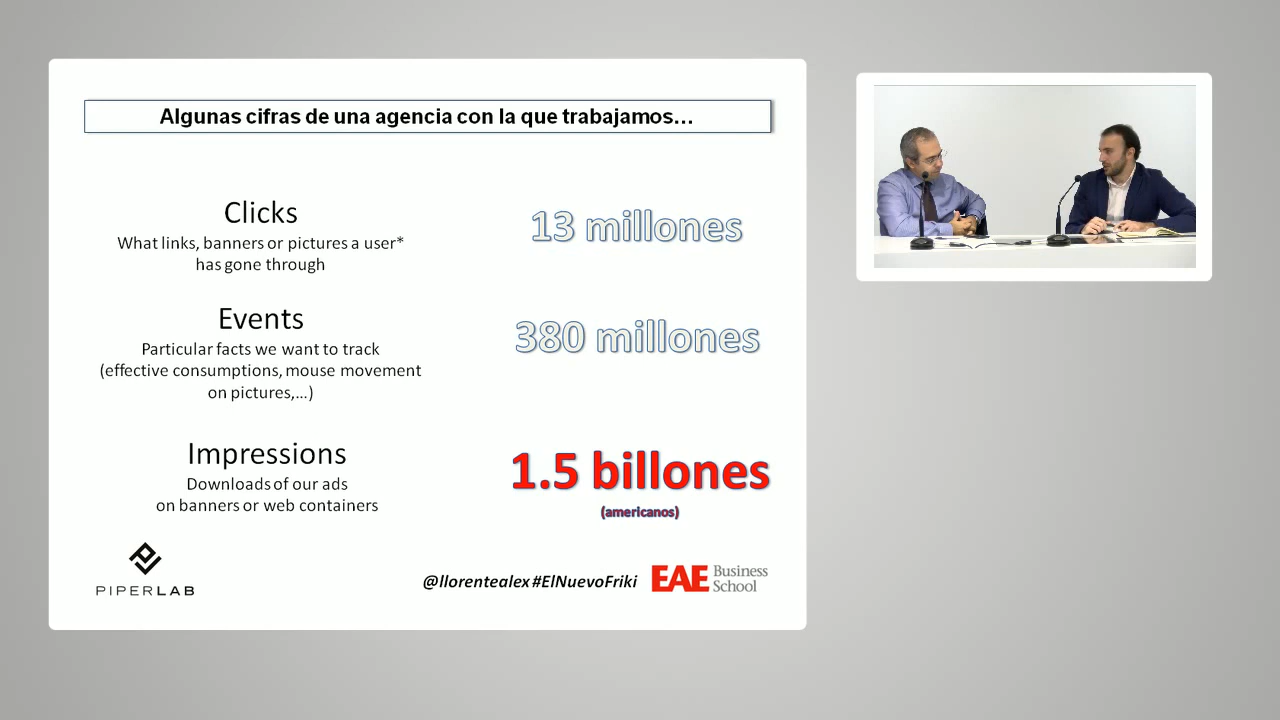 Algunas cifras de una agencia con la que trabajamos...
Clicks
What links, banners or pictures a user*
has gone through
13 millones
Events
Particular facts we want to track
(effective consumptions, mouse movement
on pictures,...)
380 millones
Impressions
Downloads of our ads
on banners or web containers
1.5 billones
(americanos)
PIPERLAB
@llorentealex #ElNuevoFriki
EAE Business
School